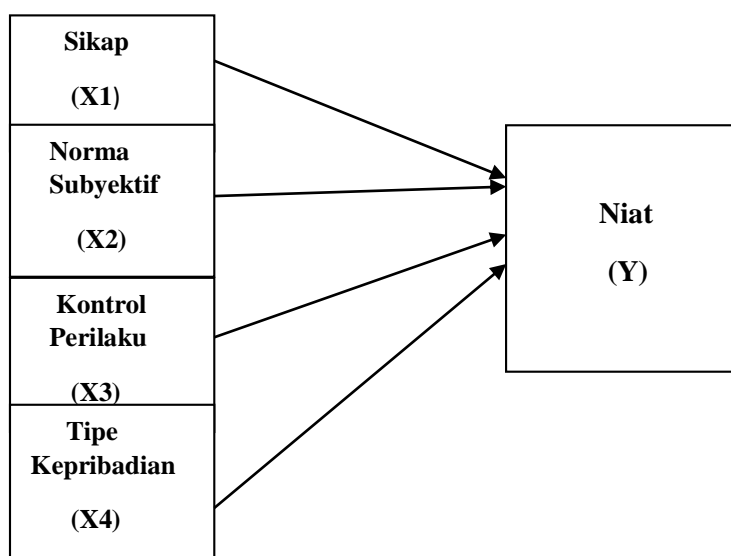 Sikap
(X1)
Norma
Subyektif
(X2)
Kontrol
Perilaku
(X3)
Tipe
Kepribadian
(X4)
Niat
(Y)